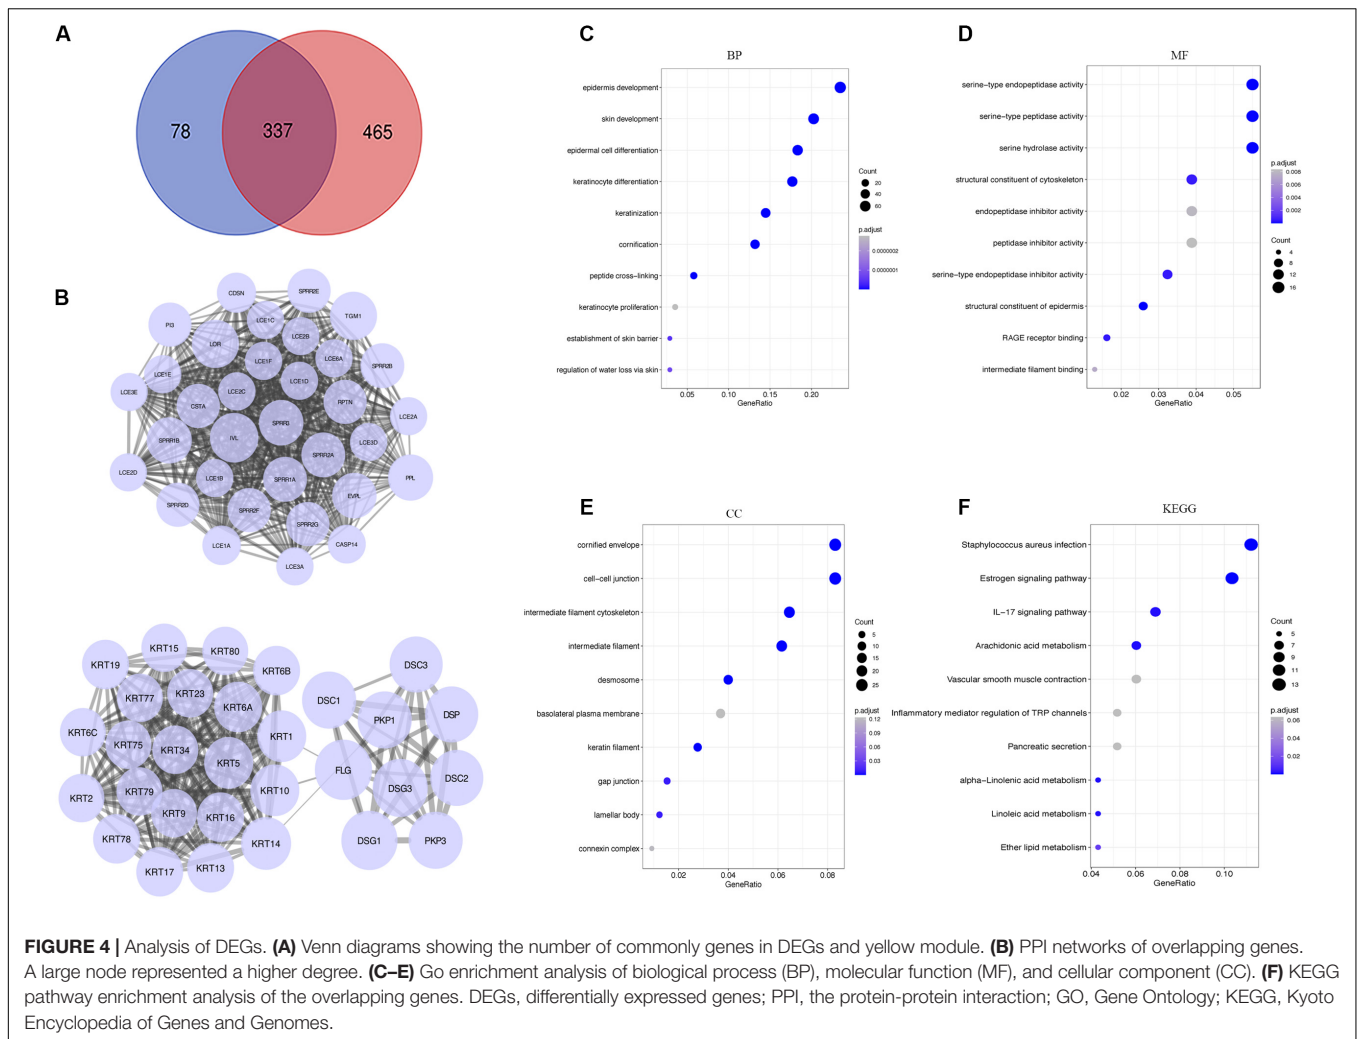 A
78
337
465
B
CDSN
SPRR2E
PI3
LCE1C
TGM1
LOR
LCE2B
LCE1F
LCE6A
SPRR2B
LCE1E
LCE3E
LCE2C
LCE1D
CSTA
RPTN
LCE2A
SPRR3
SPRR1B
IVL
LCE3D
SPRR2A
LCE2D
LCE1B
SPRR1A
PPL
EVPL
SPRR2D
SPRR2F
SPRR2G
LCE1A
CASP14
LCE3A
KRT15
KRT80
KRT19
KRT6B
KRT77
KRT23
KRT6A
KRT6C
KRT75
KRT34
KRT1
KRT5
KRT2
KRT79
KRT10
KRT9
KRT16
KRT78
KRT14
KRT17
KRT13
DSC3
DSC1
PKP1
DSP
FLG
DSG3
DSC2
DSG1
PKP3
C
BP
epidermis development
skin development
epidermal cell differentiation
keratinocyte differentiation
keratinization
cornification
peptide cross−linking
keratinocyte proliferation
establishment of skin barrier
regulation of water loss via skin
0.05 0.10 0.15 0.20
GeneRatio
Count
20
40
60
p.adjust
0.0000002
0.0000001
D
MF
serine−type endopeptidase activity
serine−type peptidase activity
serine hydrolase activity
structural constituent of cytoskeleton
endopeptidase inhibitor activity
peptidase inhibitor activity
serine−type endopeptidase inhibitor activity
structural constituent of epidermis
RAGE receptor binding
intermediate filament binding
0.02 0.03 0.04 0.05
GeneRatio
p.adjust
0.008
0.006
0.004
0.002
Count
4
8
12
16
E
CC
cornified envelope
cell−cell junction
intermediate filament cytoskeleton
intermediate filament
desmosome
basolateral plasma membrane
keratin filament
gap junction
lamellar body
connexin complex
0.02 0.04 0.06 0.08
GeneRatio
Count
5
10
15
20
25
p.adjust
0.12
0.09
0.06
0.03
F
KEGG
Staphylococcus aureus infection
Estrogen signaling pathway
IL−17 signaling pathway
Arachidonic acid metabolism
Vascular smooth muscle contraction
Inflammatory mediator regulation of TRP channels
Pancreatic secretion
alpha−Linolenic acid metabolism
Linoleic acid metabolism
Ether lipid metabolism
0.04 0.06 0.08 0.10
GeneRatio
Count
5
7
9
11
13
p.adjust
0.06
0.04
0.02
FIGURE 4 | Analysis of DEGs. (A) Venn diagrams showing the number of commonly genes in DEGs and yellow module. (B) PPI networks of overlapping genes.
A large node represented a higher degree. (C–E) Go enrichment analysis of biological process (BP), molecular function (MF), and cellular component (CC). (F) KEGG
pathway enrichment analysis of the overlapping genes. DEGs, differentially expressed genes; PPI, the protein-protein interaction; GO, Gene Ontology; KEGG, Kyoto
Encyclopedia of Genes and Genomes.